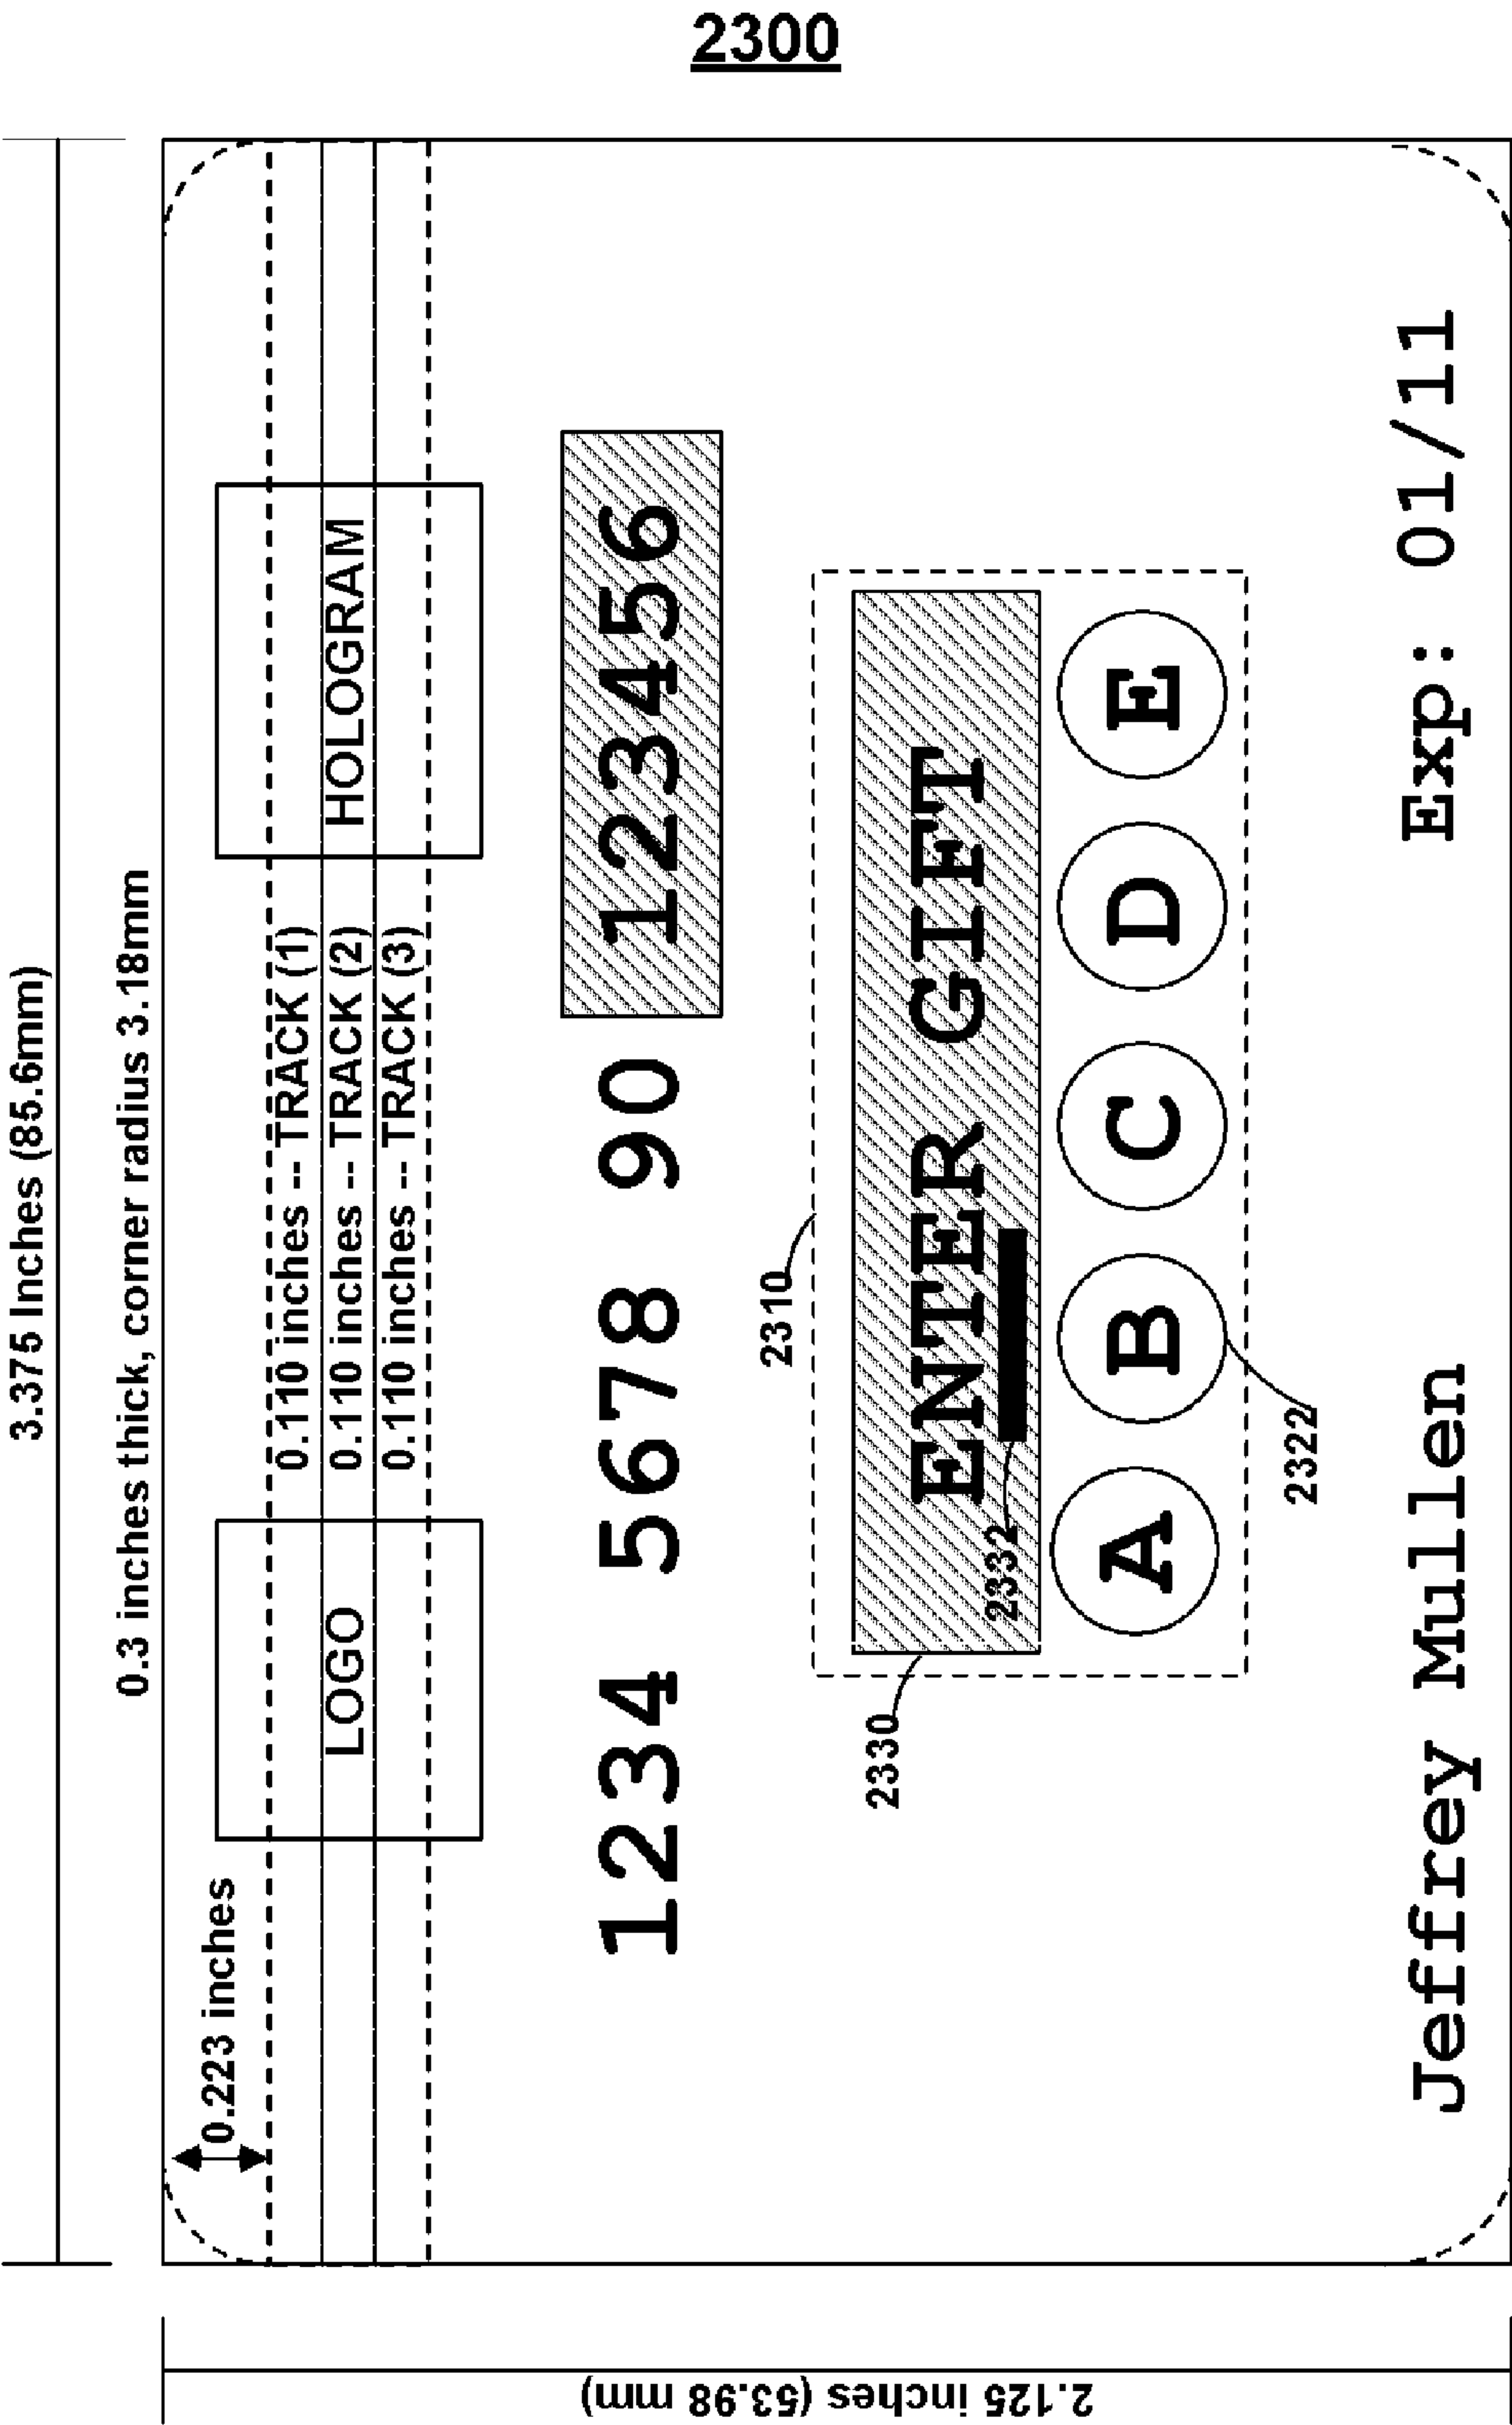 2300
3.375 Inches (85.6mm)
0.3 inches thick, corner radius 3.18mm
0.223 inches
LOGO
0.110 inches -- TRACK (1)
0.110 inches -- TRACK (2)
0.110 inches -- TRACK (3)
HOLOGRAM
1234 5678 90 123456
2310
2330
ENTER GIFT
2332
A B C D E
2322
Jeffrey Mullen Exp: 01/11
2.125 inches (53.98 mm)